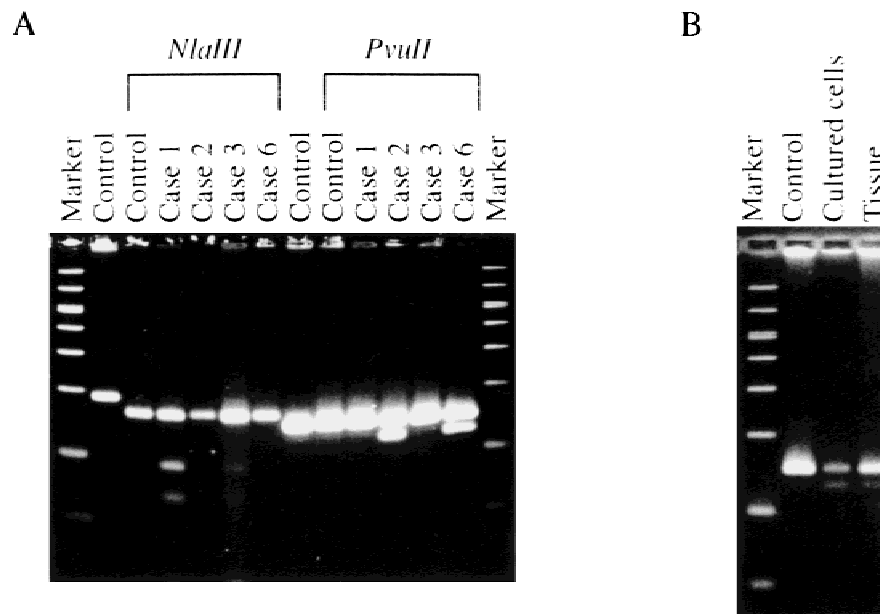 A
NlaIII
PvuII
Marker
Control
Control
Case 1
Case 2
Case 3
Case 6
Control
Control
Case 1
Case 2
Case 3
Case 6
Marker
B
Marker
Control
Cultured cells
Tissue